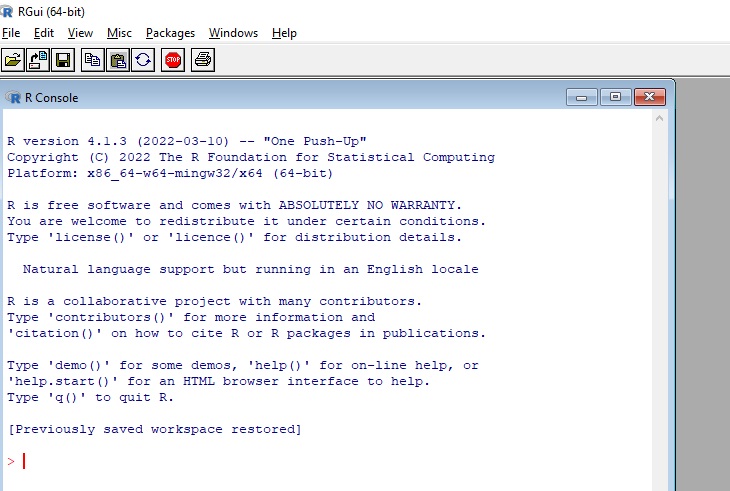 RGui (64-bit)
File Edit View Misc Packages Windows Help
STOP
R Console
R version 4.1.3 (2022-03-10) -- "One Push-Up"
Copyright (C) 2022 The R Foundation for Statistical Computing
Platform: x86_64-w64-mingw32/x64 (64-bit)
R is free software and comes with ABSOLUTELY NO WARRANTY.
You are welcome to redistribute it under certain conditions.
Type 'license()' or 'licence()' for distribution details.
Natural language support but running in an English locale
R is a collaborative project with many contributors.
Type 'contributors()' for more information and
'citation()' on how to cite R or R packages in publications.
Type 'demo()' for some demos, 'help()' for on-line help, or
'help.start()' for an HTML browser interface to help.
Type 'q()' to quit R.
[Previously saved workspace restored]
>